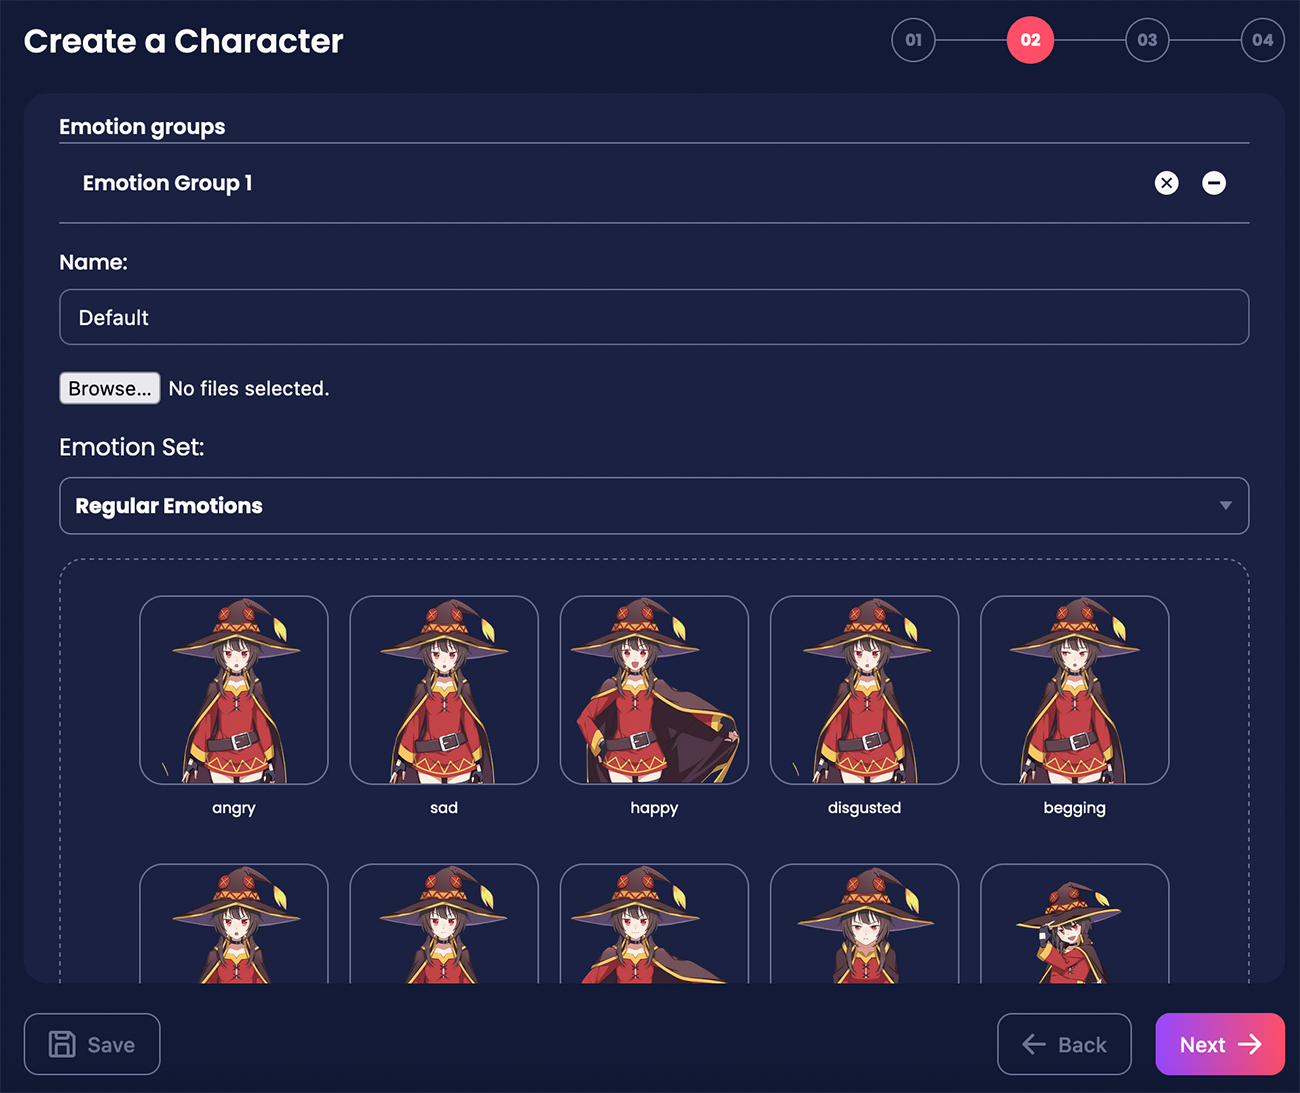 Create a Character
01
02
03
04
Emotion groups
Emotion Group 1
Name:
Default
Browse... No files selected.
Emotion Set:
Regular Emotions
angry
sad
happy
disgusted
begging
Save
Back
Next